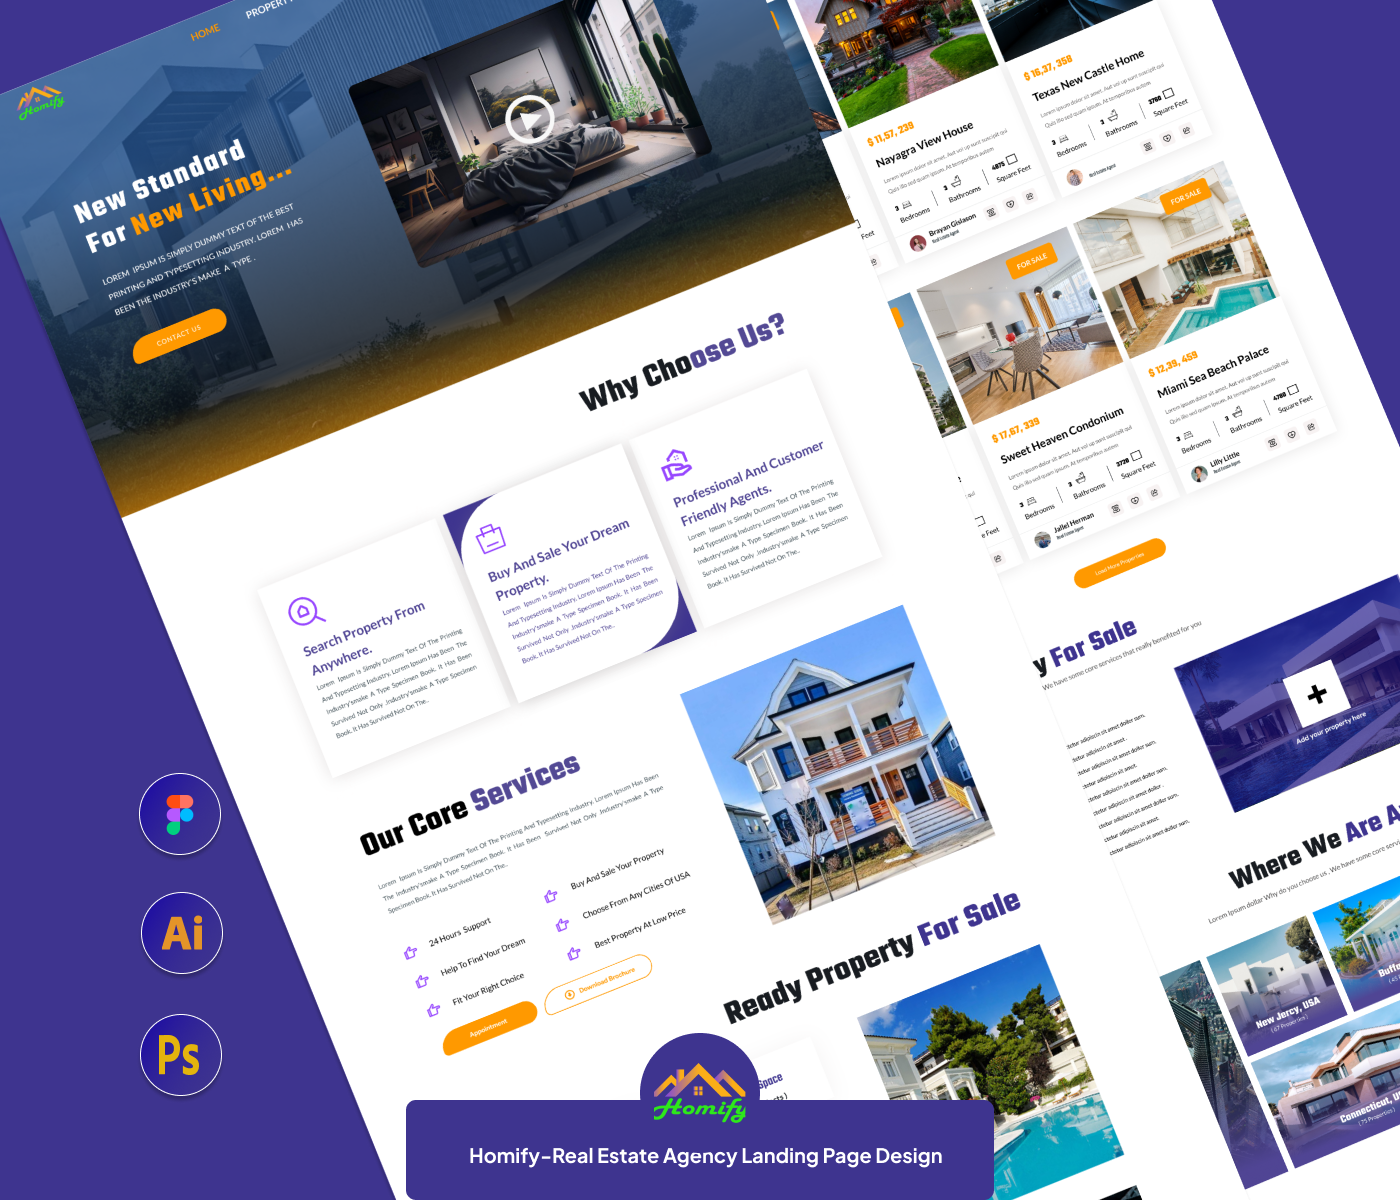 HOME
Homify
New Standard
For New Living...
LOREM IPSUM IS SIMPLY DUMMY TEXT OF THE BEST
PRINTING AND TYPESETTING INDUSTRY. LOREM HAS
BEEN THE INDUSTRY'S MAKE A TYPE .
CONTACT US
Why Choose Us?
Search Property From
Anywhere.
Lorem Ipsum Is Simply Dummy Text Of The Printing
And Typesetting Industry. Lorem Ipsum Has Been The
Industry'smake A Type Specimen Book. It Has Been
Survived Not Only .Industry'smake A Type Specimen
Book. It Has Survived Not On The..
Buy And Sale Your Dream
Property.
Lorem Ipsum Is Simply Dummy Text Of The Printing
And Typesetting Industry. Lorem Ipsum Has Been The
Industry'smake A Type Specimen Book. It Has Been
Survived Not Only .Industry'smake A Type Specimen
Book. It Has Survived Not On The..
Professional And Customer
Friendly Agents.
Lorem Ipsum Is Simply Dummy Text Of The Printing
And Typesetting Industry. Lorem Ipsum Has Been The
Industry'smake A Type Specimen Book. It Has Been
Survived Not Only .Industry'smake A Type Specimen
Book. It Has Survived Not On The..
Our Core Services
Lorem Ipsum Is Simply Dummy Text Of The Printing And Typesetting Industry. Lorem Ipsum Has Been
The Industry'smake A Type Specimen Book. It Has Been Survived Not Only Industry'smake A Type
Specimen Book. It Has Survived Not On The..
24 Hours Support
Help To Find Your Dream
Fit Your Right Choice
Buy And Sale Your Property
Choose From Any Cities Of USA
Best Property At Low Price
Appointment
Download Brochure
Ready Property For Sale
Space
$ 11,57, 239
Nayagra View House
Lorem ipsum dolor sit amet. Aut vol up sunt suscipit qui
Quis illo sed quam ipsum. At temporibus autem
3
Bedrooms
3
Bathrooms
4875
Square Feet
Brayan Gislason
Real Estate Agent
$ 16,37, 358
Texas New Castle Home
Lorem ipsum dolor sit amet. Aut vol up sunt suscipit qui
Quis illo sed quam ipsum. At temporibus autem
3
Bedrooms
3
Bathrooms
3768
Square Feet
Real Estate Agent
FOR SALE
$ 17,67, 339
Sweet Heaven Condonium
Lorem ipsum dolor sit amet. Aut vol up sunt suscipit qui
Quis illo sed quam ipsum. At temporibus autem
3
Bedrooms
3
Bathrooms
3728
Square Feet
Jallel Herman
Real Estate Agent
FOR SALE
$ 12,39, 459
Miami Sea Beach Palace
Lorem ipsum dolor sit amet. Aut vol up sunt suscipit qui
Quis illo sed quam ipsum. At temporibus autem
3
Bedrooms
3
Bathrooms
4788
Square Feet
Lilly Little
Real Estate Agent
Load More Properties
y For Sale
We have some core services that really benefited for you
Add your property here
Where We Are A
Lorem Ipsum dollar Why do you choose us , We have some core servi
New Jercy, USA
( 67 Properties )
Buffe
Connecticut, U
( 75 Properties )
Ai
Ps
Homify
Homify-Real Estate Agency Landing Page Design